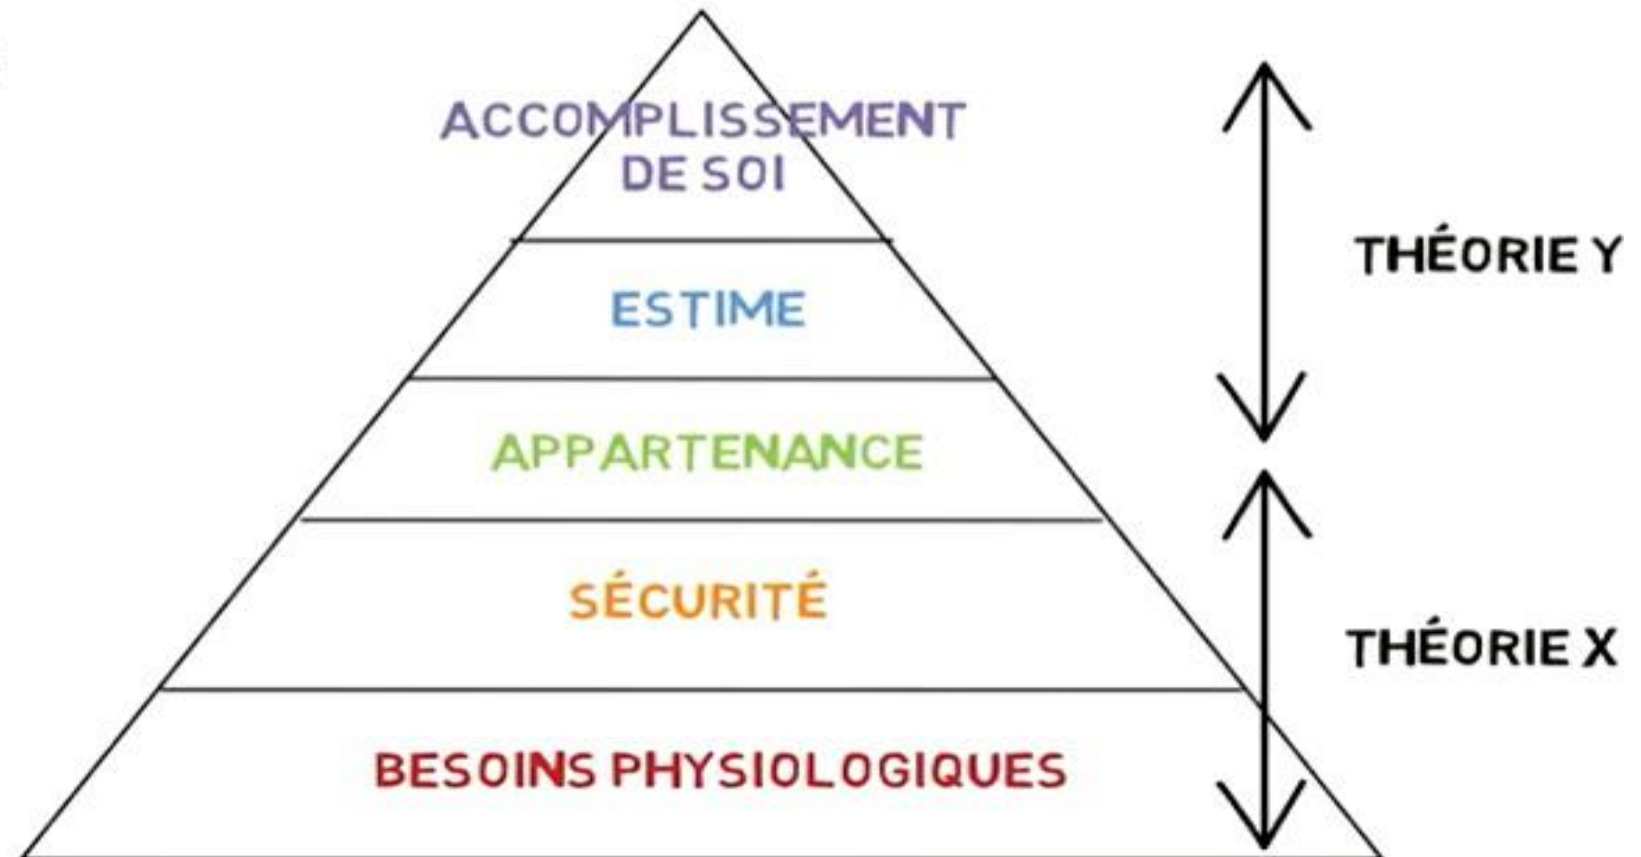 ACCOMPLISSEMENT
DE SOI
THÉORIE Y
ESTIME
APPARTENANCE
SÉCURITÉ
THÉORIE X
BESOINS PHYSIOLOGIQUES